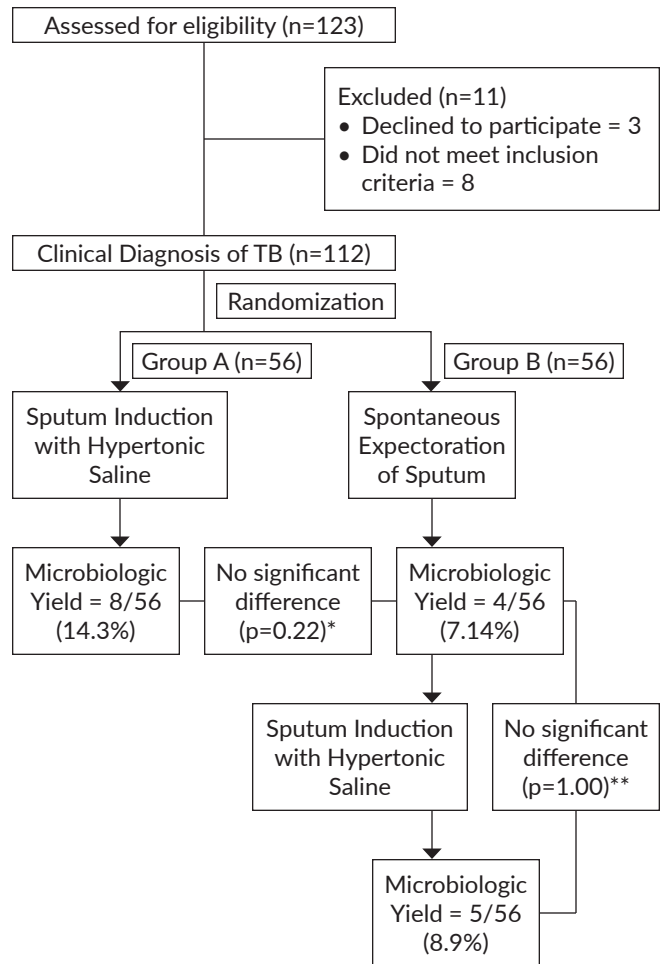 Assessed for eligibility (n=123)
Excluded (n=11)
• Declined to participate = 3
• Did not meet inclusion
criteria = 8
Clinical Diagnosis of TB (n=112)
Randomization
Group A (n=56)
Group B (n=56)
Sputum Induction
with Hypertonic
Saline
Spontaneous
Expectoration
of Sputum
Microbiologic
Yield = 8/56
(14.3%)
No significant
difference
(p=0.22)*
Microbiologic
Yield = 4/56
(7.14%)
Sputum Induction
with Hypertonic
Saline
No significant
difference
(p=1.00)**
Microbiologic
Yield = 5/56
(8.9%)